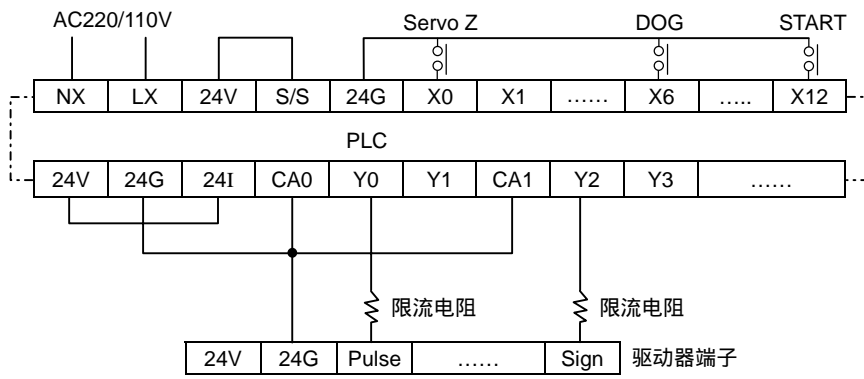 AC220/110V Servo Z DOG START
NX LX 24V S/S 24G X0 X1 …… X6 ….. X12
PLC
24V 24G 24I CA0 Y0 Y1 CA1 Y2 Y3 ……
限流电阻 限流电阻
24V 24G Pulse …… Sign 驱动器端子